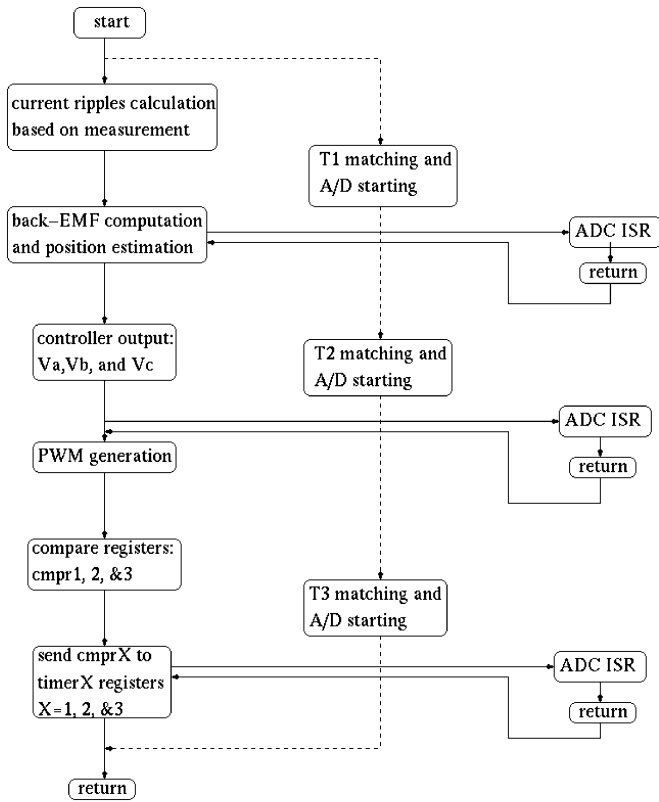 start
current ripples calculation
based on measurement
T1 matching and
A/D starting
back-EMF computation
and position estimation
ADC ISR
return
controller output:
Va,Vb, and Vc
T2 matching and
A/D starting
ADC ISR
return
PWM generation
compare registers:
cmpr1, 2, &3
T3 matching and
A/D starting
send cmprX to
timerX registers
X=1, 2, &3
ADC ISR
return
return